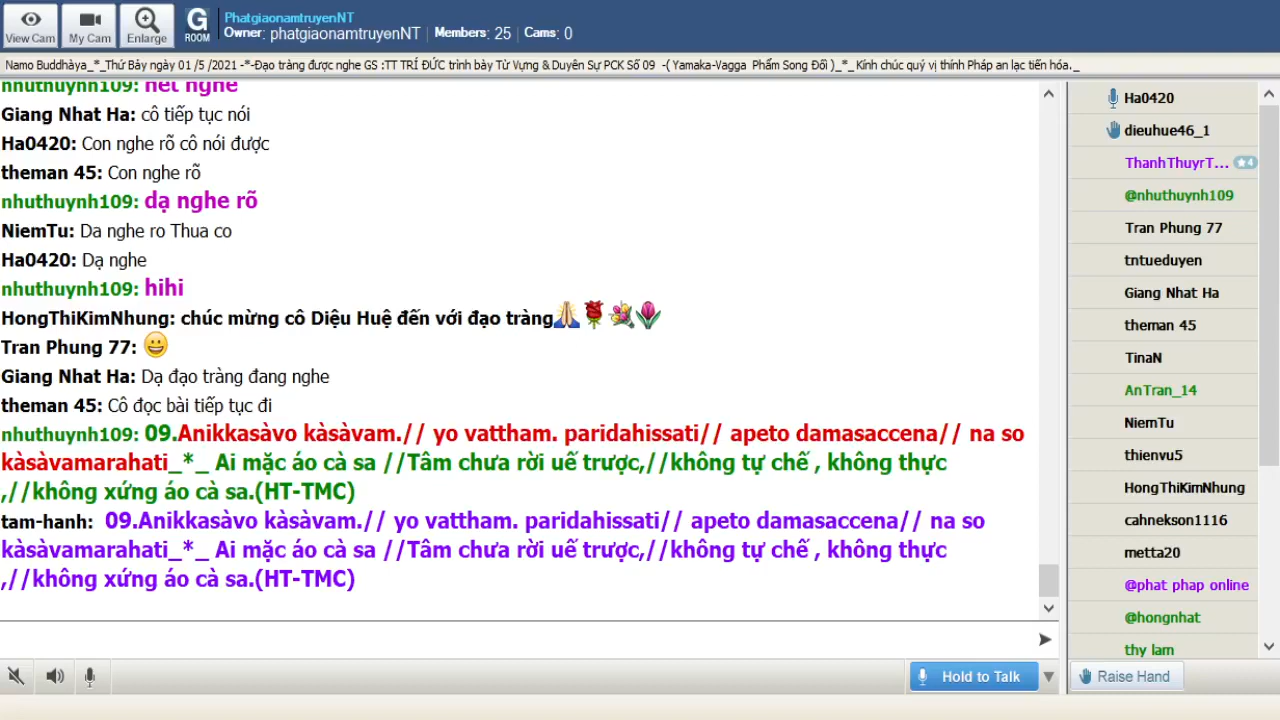 View Cam
My Cam
Enlarge
G
ROOM
PhatgiaonamtruyenNT
Owner: phatgiaonamtruyenNT | Members: 25 | Cams: 0
Namo Buddhàya_*_Thứ Bảy ngày 01 /5 /2021 -*-Đạo tràng được nghe GS :TT TRÍ ĐỨC trình bày Từ Vựng & Duyên Sự PCK Số 09 -( Yamaka-Vagga Phẩm Song Đối )_*_ Kính chúc quý vị thính Pháp an lạc tiến hóa._
nhuthuynh109: hết nghe
Giang Nhat Ha: cô tiếp tục nói
Ha0420: Con nghe rõ cô nói được
theman 45: Con nghe rõ
nhuthuynh109: dạ nghe rõ
NiemTu: Da nghe ro Thua co
Ha0420: Dạ nghe
nhuthuynh109: hihi
HongThiKimNhung: chúc mừng cô Diệu Huệ đến với đạo tràng🙏🌹💐🌷
Tran Phung 77: 😀
Giang Nhat Ha: Dạ đạo tràng đang nghe
theman 45: Cô đọc bài tiếp tục đi
nhuthuynh109: 09.Anikkasàvo kàsàvam.// yo vattham. paridahissati// apeto damasaccena// na so
kàsàvamarahati_*_ Ai mặc áo cà sa //Tâm chưa rời uế trược,//không tự chế , không thực
,//không xứng áo cà sa.(HT-TMC)
tam-hanh: 09.Anikkasàvo kàsàvam.// yo vattham. paridahissati// apeto damasaccena// na so
kàsàvamarahati_*_ Ai mặc áo cà sa //Tâm chưa rời uế trược,//không tự chế , không thực
,//không xứng áo cà sa.(HT-TMC)
Hold to Talk
Ha0420
dieuhue46_1
ThanhThuyrT... ★4
@nhuthuynh109
Tran Phung 77
tntueduyen
Giang Nhat Ha
theman 45
TinaN
AnTran_14
NiemTu
thienvu5
HongThiKimNhung
cahnekson1116
metta20
@phat phap online
@hongnhat
thy lam
Raise Hand